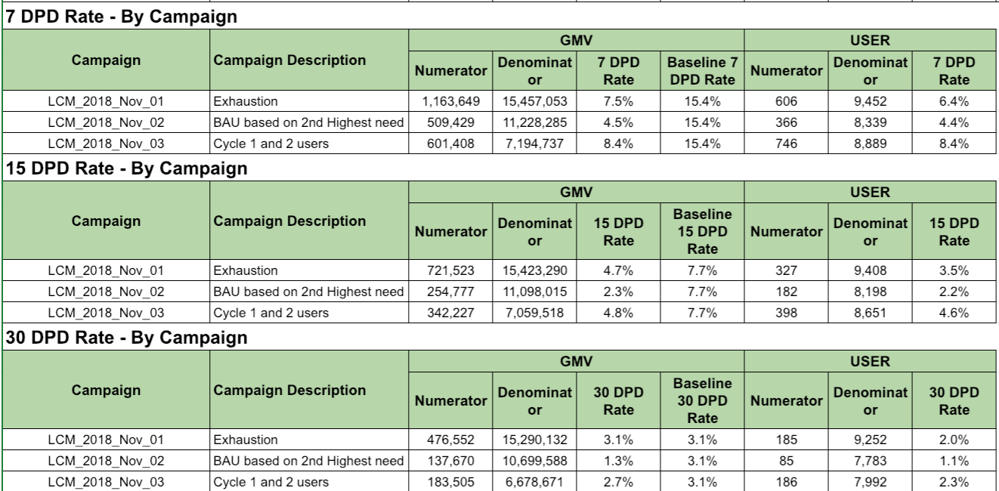 7 DPD Rate - By Campaign
Campaign Campaign Description GMV USER
Numerator Denominat or 7 DPD Rate Baseline 7 DPD Rate Numerator Denominat or 7 DPD Rate
LCM_2018_Nov_01 Exhaustion 1,163,649 15,457,053 7.5% 15.4% 606 9,452 6.4%
LCM_2018_Nov_02 BAU based on 2nd Highest need 509,429 11,228,285 4.5% 15.4% 366 8,339 4.4%
LCM_2018_Nov_03 Cycle 1 and 2 users 601,408 7,194,737 8.4% 15.4% 746 8,889 8.4%
15 DPD Rate - By Campaign
Campaign Campaign Description GMV USER
Numerator Denominat or 15 DPD Rate Baseline 15 DPD Rate Numerator Denominat or 15 DPD Rate
LCM_2018_Nov_01 Exhaustion 721,523 15,423,290 4.7% 7.7% 327 9,408 3.5%
LCM_2018_Nov_02 BAU based on 2nd Highest need 254,777 11,098,015 2.3% 7.7% 182 8,198 2.2%
LCM_2018_Nov_03 Cycle 1 and 2 users 342,227 7,059,518 4.8% 7.7% 398 8,651 4.6%
30 DPD Rate - By Campaign
Campaign Campaign Description GMV USER
Numerator Denominat or 30 DPD Rate Baseline 30 DPD Rate Numerator Denominat or 30 DPD Rate
LCM_2018_Nov_01 Exhaustion 476,552 15,290,132 3.1% 3.1% 185 9,252 2.0%
LCM_2018_Nov_02 BAU based on 2nd Highest need 137,670 10,699,588 1.3% 3.1% 85 7,783 1.1%
LCM_2018_Nov_03 Cycle 1 and 2 users 183,505 6,678,671 2.7% 3.1% 186 7,992 2.3%